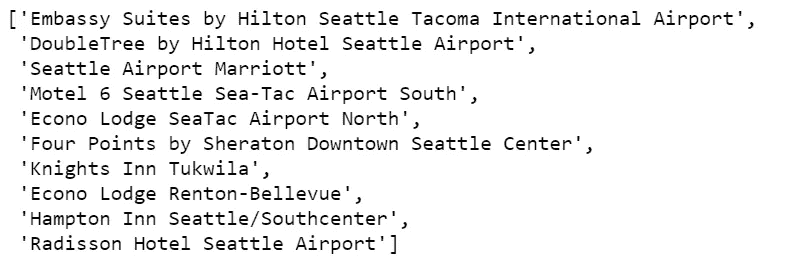 ['Embassy Suites by Hilton Seattle Tacoma International Airport',
'DoubleTree by Hilton Hotel Seattle Airport',
'Seattle Airport Marriott',
'Motel 6 Seattle Sea-Tac Airport South',
'Econo Lodge SeaTac Airport North',
'Four Points by Sheraton Downtown Seattle Center',
'Knights Inn Tukwila',
'Econo Lodge Renton-Bellevue',
'Hampton Inn Seattle/Southcenter',
'Radisson Hotel Seattle Airport']